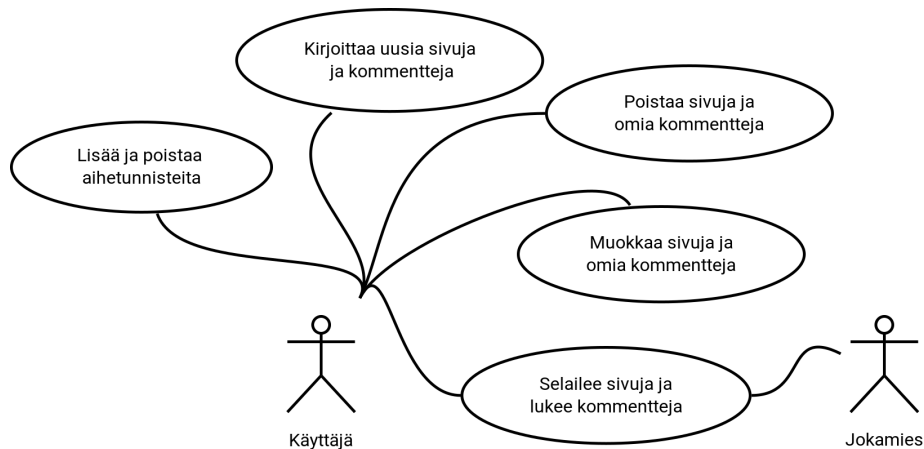 Kirjoittaa uusia sivuja
ja kommentteja
Poistaa sivuja ja
omia kommentteja
Lisää ja poistaa
aihetunnisteita
Muokkaa sivuja ja
omia kommentteja
Selailee sivuja ja
lukee kommentteja
Käyttäjä
Jokamies